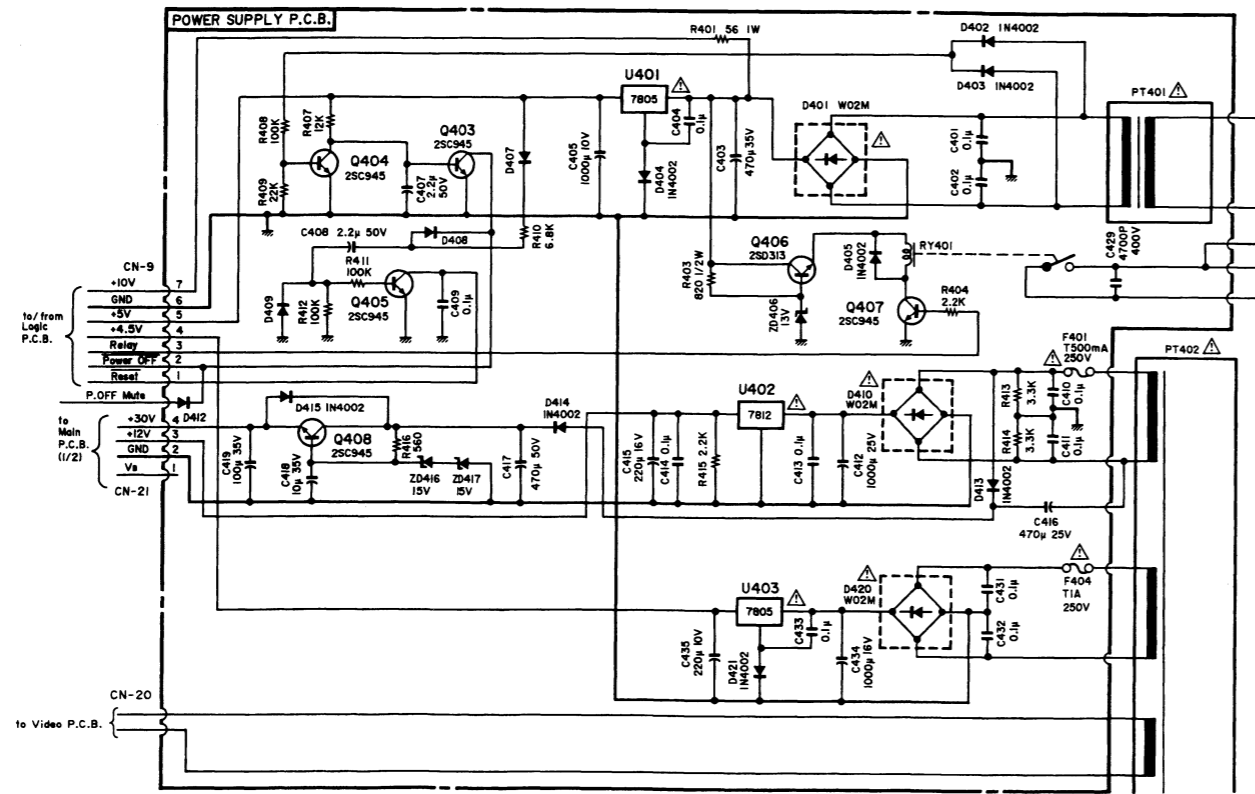 POWER SUPPLY P.C.B.
R401 56 1W
D402 1N4002
D403 1N4002
PT401
U401
7805
C404
0.1μ
D401 W02M
R408
100K
R407
12K
Q404
2SC945
Q403
2SC945
R409
22K
C407
2.2μ
50V
D407
C405
1000μ 10V
D404
1N4002
C403
470μ 35V
C401
0.1μ
C402
0.1μ
C429
4700P
400V
C408 2.2μ 50V
D408
R410
6.8K
R411
100K
Q405
2SC945
D409
R412
100K
C409
0.1μ
Q406
2SD313
R403
820 1/2W
ZD406
13V
D405
1N4002
RY401
Q407
2SC945
R404
2.2K
CN-9
to/from
Logic
P.C.B.
+10V 7
GND 6
+5V 5
+4.5V 4
Relay 3
Power OFF 2
Reset 1
P.OFF Mute
D412
to
Main
P.C.B.
(1/2)
+30V 4
+12V 3
GND 2
Vs 1
CN-21
D415 1N4002
Q408
2SC945
C419
100μ 35V
C418
10μ 35V
R416
560
ZD416
15V
ZD417
15V
C417
470μ 50V
D414
1N4002
C415
220μ 16V
C414 0.1μ
R415 2.2K
U402
7812
C413 0.1μ
C412
1000μ 25V
D410
W02M
D413
1N4002
R413
3.3K
R414
3.3K
C410
0.1μ
C411
0.1μ
F401
T500mA
250V
PT402
C416
470μ 25V
U403
7805
C435
220μ 10V
D421
1N4002
C433
0.1μ
C434
1000μ 16V
D420
W02M
C431
0.1μ
C432
0.1μ
F404
T1A
250V
CN-20
to Video P.C.B.